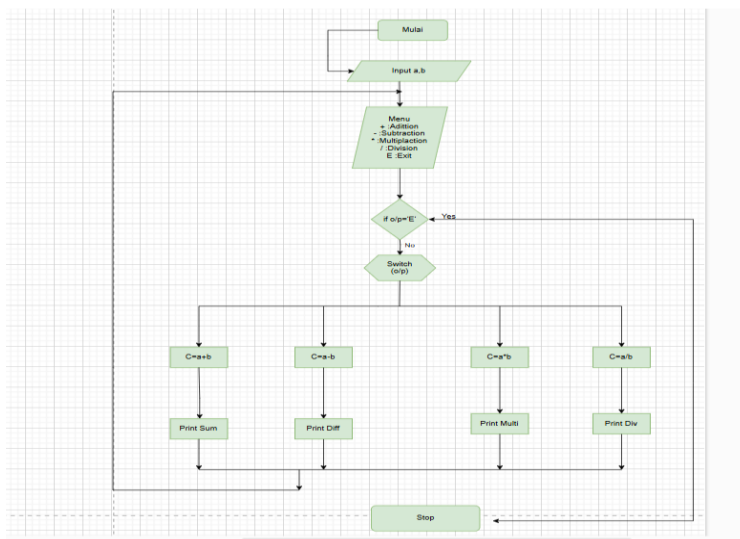 Mulai
Input a,b
Menu
+ :Adittion
- :Subtraction
* :Multiplaction
/ :Division
E :Exit
if o/p='E'
Yes
No
Switch
(o/p)
C=a+b
C=a-b
C=a*b
C=a/b
Print Sum
Print Diff
Print Multi
Print Div
Stop